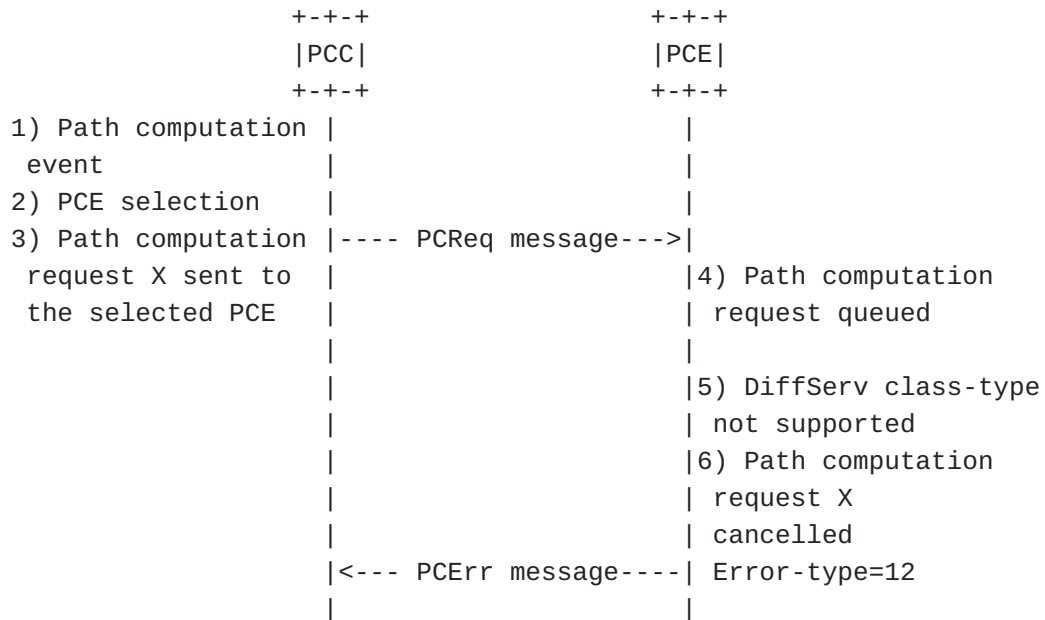 +-+-+                  +-+-+
                  |PCC|                  |PCE|
                  +-+-+                  +-+-+
1) Path computation |                      |
 event              |                      |
2) PCE selection    |                      |
3) Path computation |---- PCReq message--->|
 request X sent to  |                      |4) Path computation
 the selected PCE   |                      | request queued
                    |                      |
                    |                      |5) DiffServ class-type
                    |                      | not supported
                    |                      |6) Path computation
                    |                      | request X
                    |                      | cancelled
                    |<--- PCErr message----| Error-type=12
                    |                      |